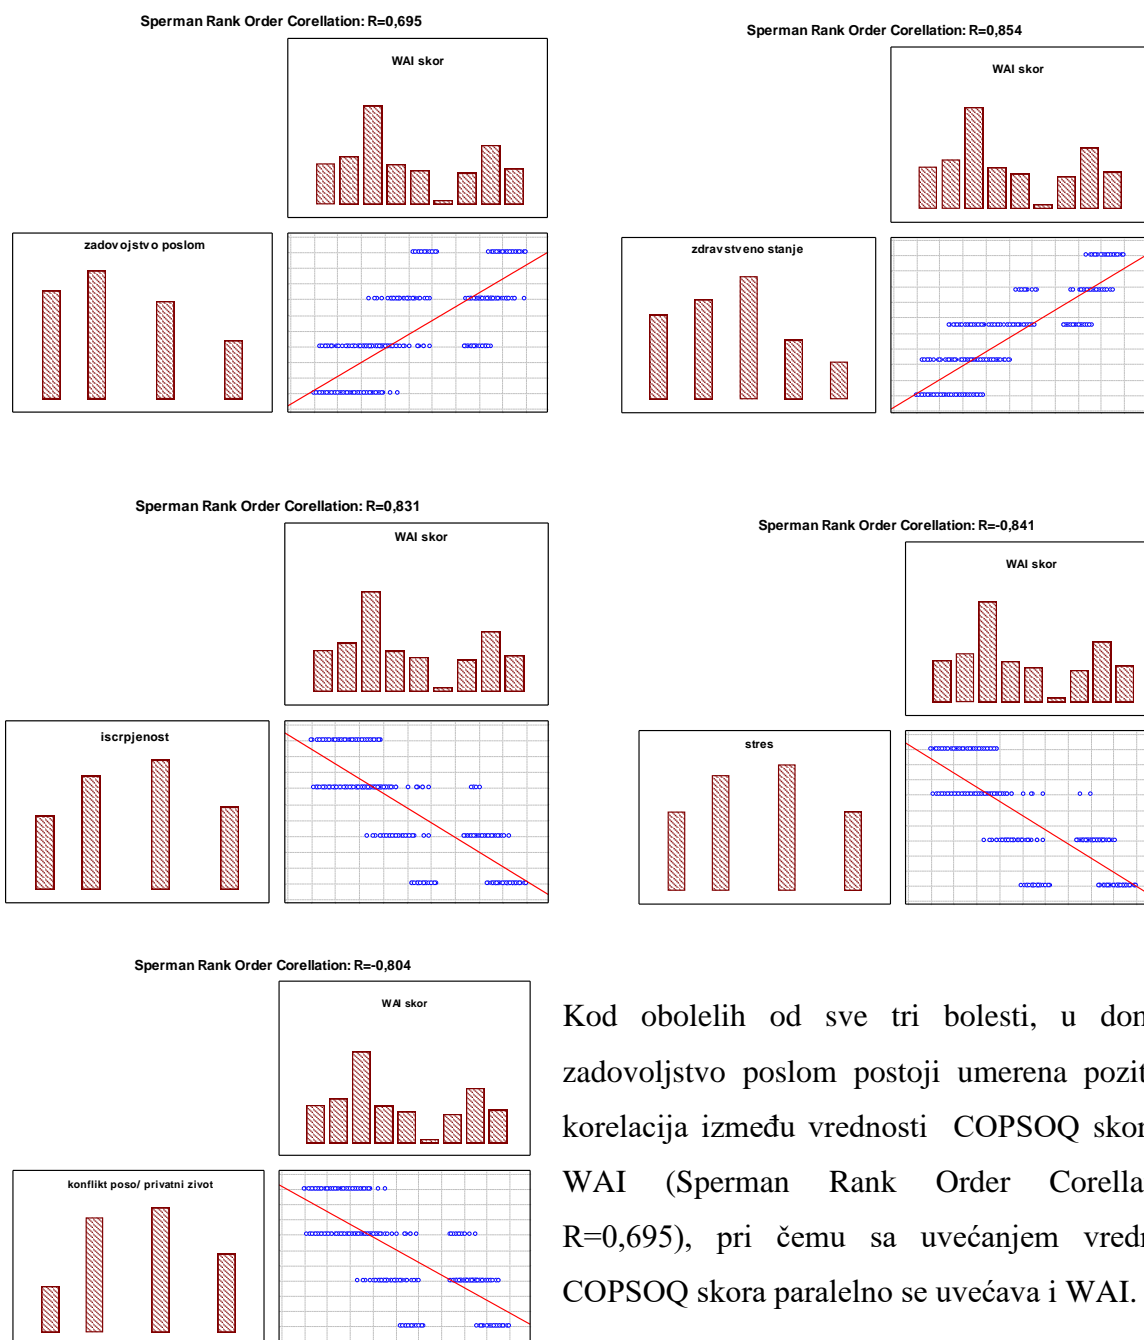 Sperman Rank Order Corellation: R=0,695
WAI skor
zadovojstvo poslom
Sperman Rank Order Corellation: R=0,854
WAI skor
zdravstveno stanje
Sperman Rank Order Corellation: R=0,831
WAI skor
iscrpjenost
Sperman Rank Order Corellation: R=-0,841
WAI skor
stres
Sperman Rank Order Corellation: R=-0,804
WAI skor
konflikt poso/ privatni zivot
Kod obolelih od sve tri bolesti, u
zadovoljstvo poslom postoji umerena
korelacija između vrednosti COPSOQ
WAI (Sperman Rank Order
R=0,695), pri čemu sa uvećanjem
COPSOQ skora paralelno se uvećava i WAI.